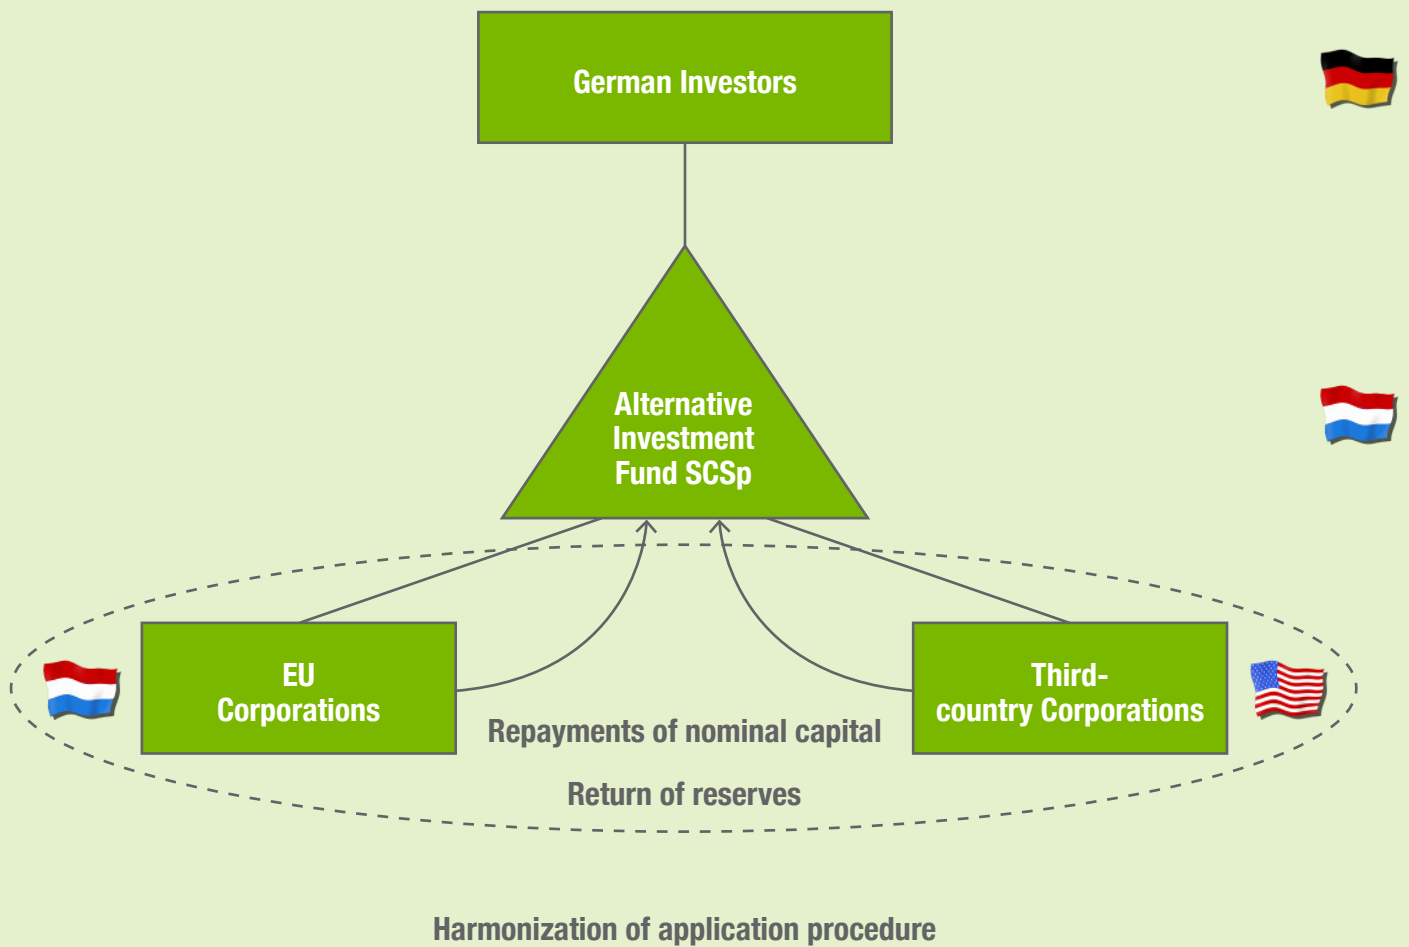 German Investors
Alternative
Investment
Fund SCSp
EU
Corporations
Third-
country Corporations
Repayments of nominal capital
Return of reserves
Harmonization of application procedure